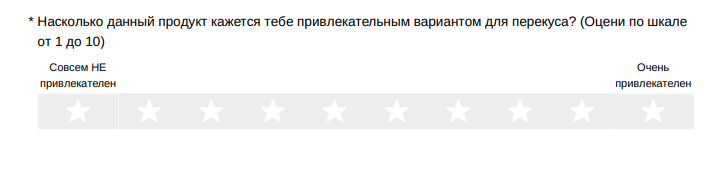 * Насколько данный продукт кажется тебе привлекательным вариантом для перекуса? (Оцени по шкале
от 1 до 10)
Совсем НЕ
привлекателен
Очень
привлекателен